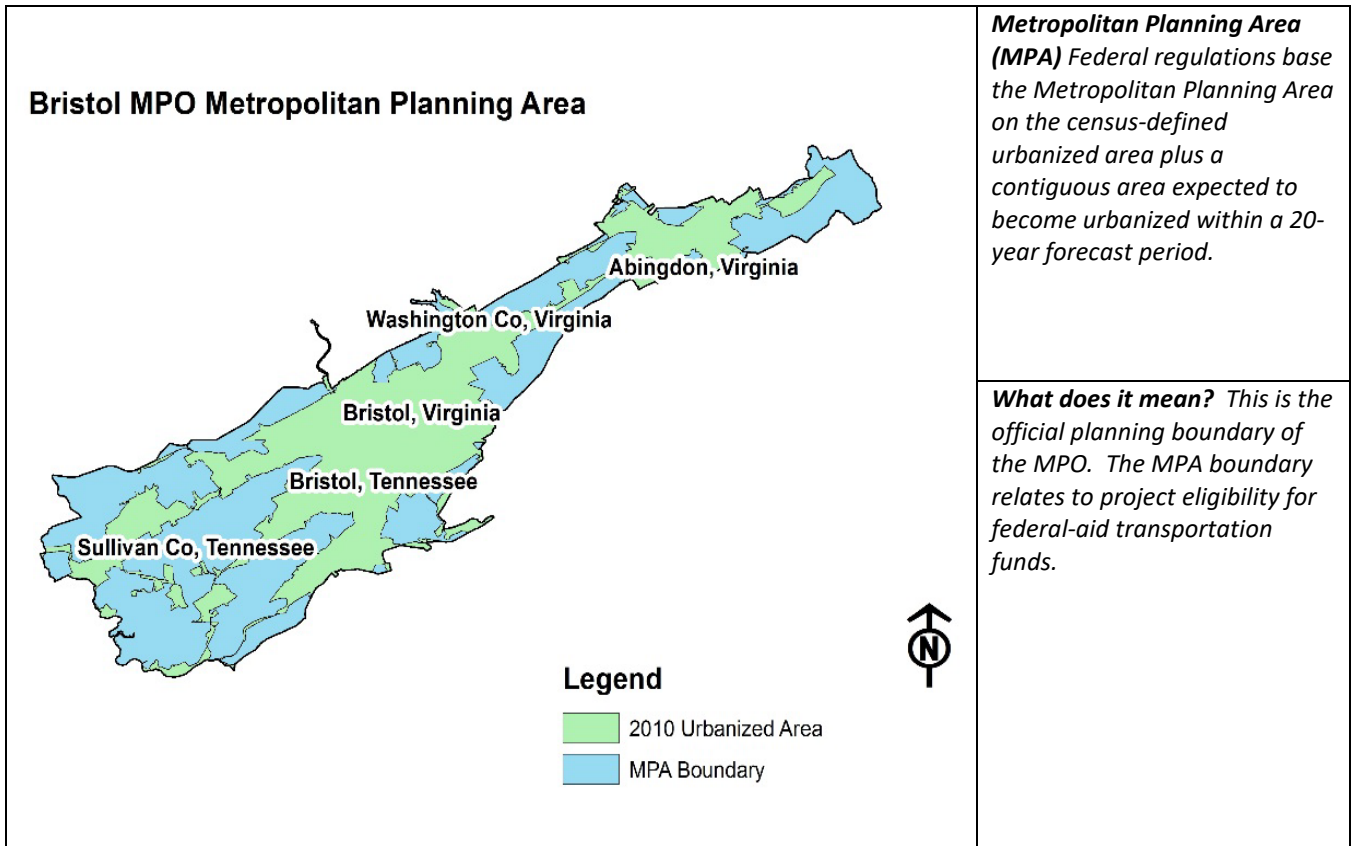 Bristol MPO Metropolitan Planning Area
Abingdon, Virginia
Washington Co, Virginia
Bristol, Virginia
Bristol, Tennessee
Sullivan Co, Tennessee
N
Legend
2010 Urbanized Area
MPA Boundary
Metropolitan Planning Area
(MPA) Federal regulations base
the Metropolitan Planning Area
on the census-defined
urbanized area plus a
contiguous area expected to
become urbanized within a 20-
year forecast period.
What does it mean? This is the
official planning boundary of
the MPO. The MPA boundary
relates to project eligibility for
federal-aid transportation
funds.